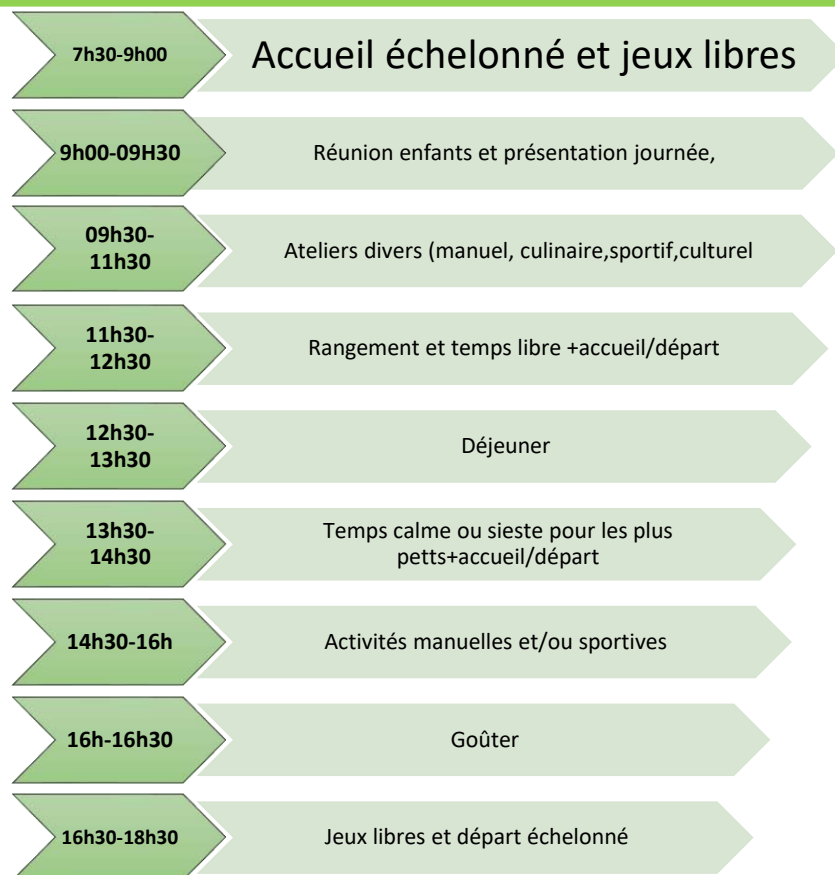 7h30-9h00
Accueil échelonné et jeux libres
9h00-09H30
Réunion enfants et présentation journée,
09h30-
11h30
Ateliers divers (manuel, culinaire,sportif,culturel
11h30-
12h30
Rangement et temps libre +accueil/départ
12h30-
13h30
Déjeuner
13h30-
14h30
Temps calme ou sieste pour les plus
petts+accueil/départ
14h30-16h
Activités manuelles et/ou sportives
16h-16h30
Goûter
16h30-18h30
Jeux libres et départ échelonné